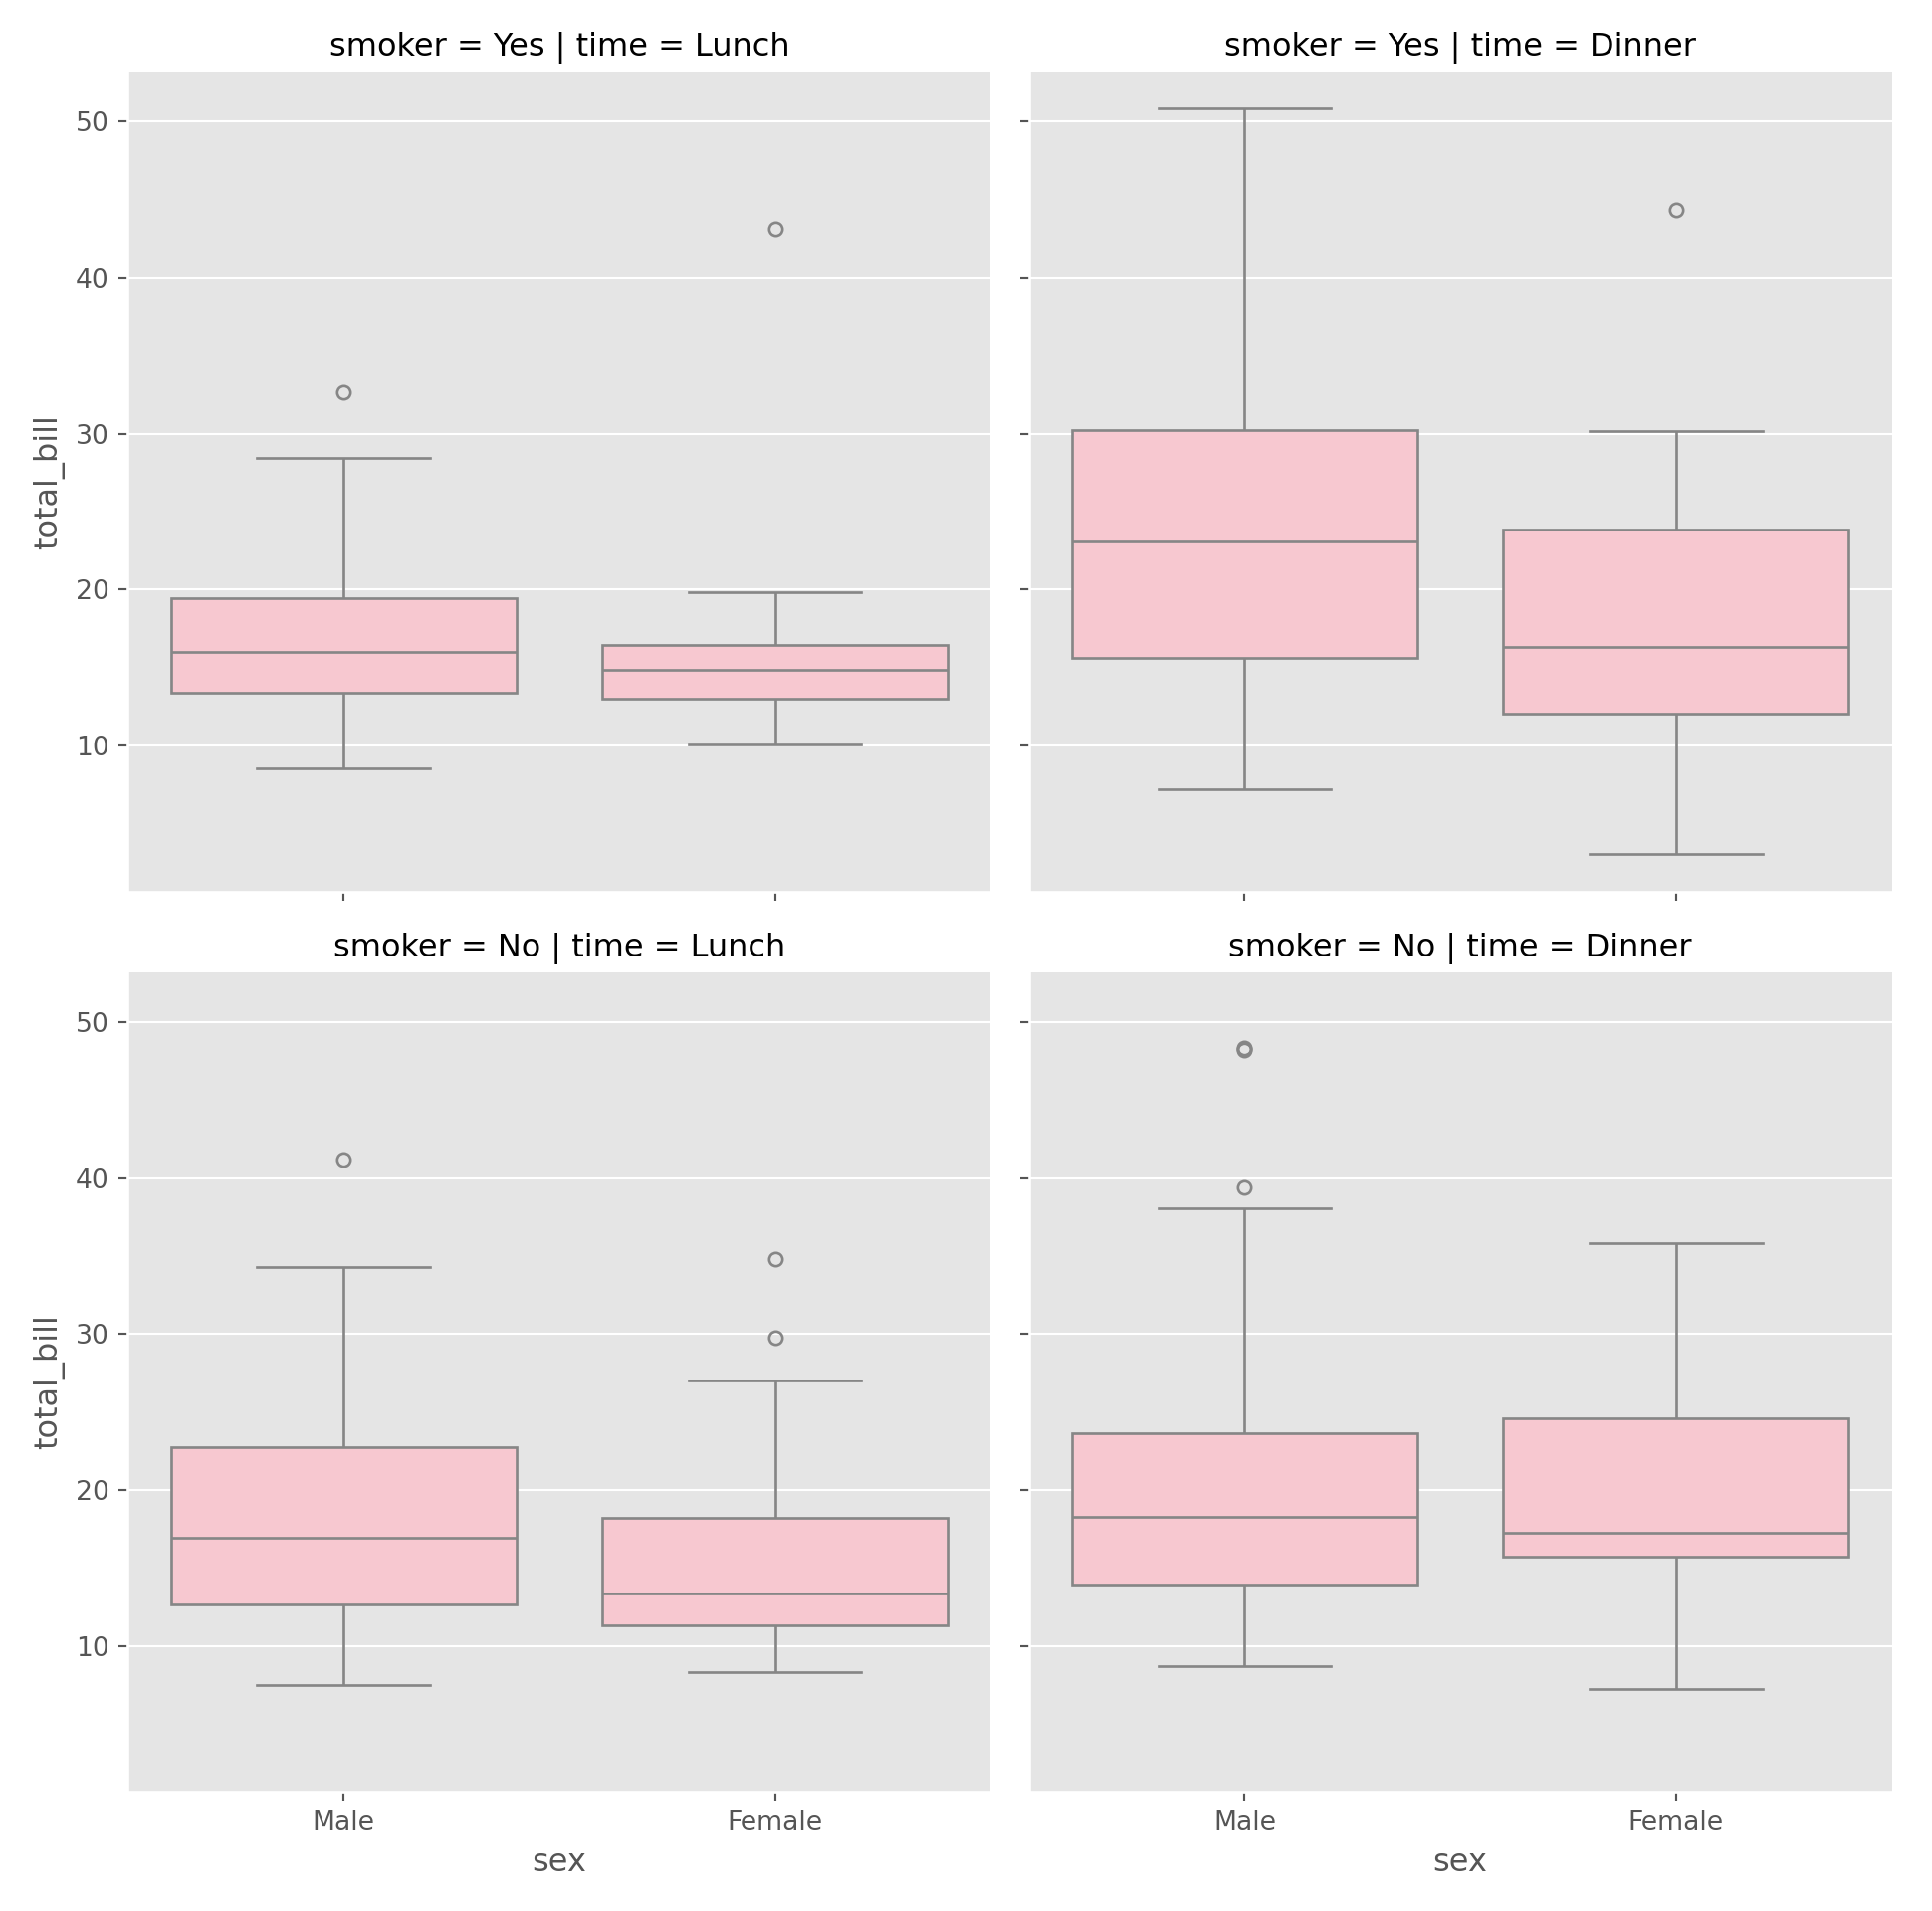 smoker = Yes | time = Lunch
smoker = Yes | time = Dinner
50
40
30
20
10
total_bill
smoker = No | time = Lunch
smoker = No | time = Dinner
50
40
30
20
10
total_bill
Male
Female
Male
Female
sex
sex